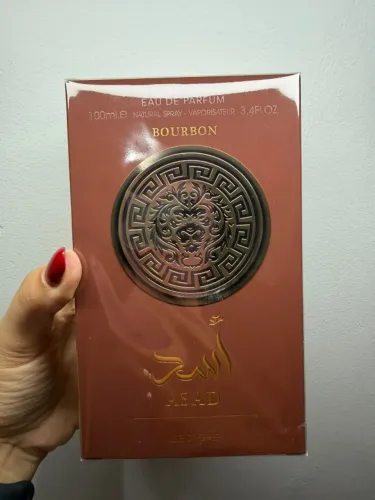 EAU DE PARFUM
100ml.℮ NATURAL SPRAY - VAPORISATEUR 3.4FL.OZ
BOURBON
أسد
ASAD